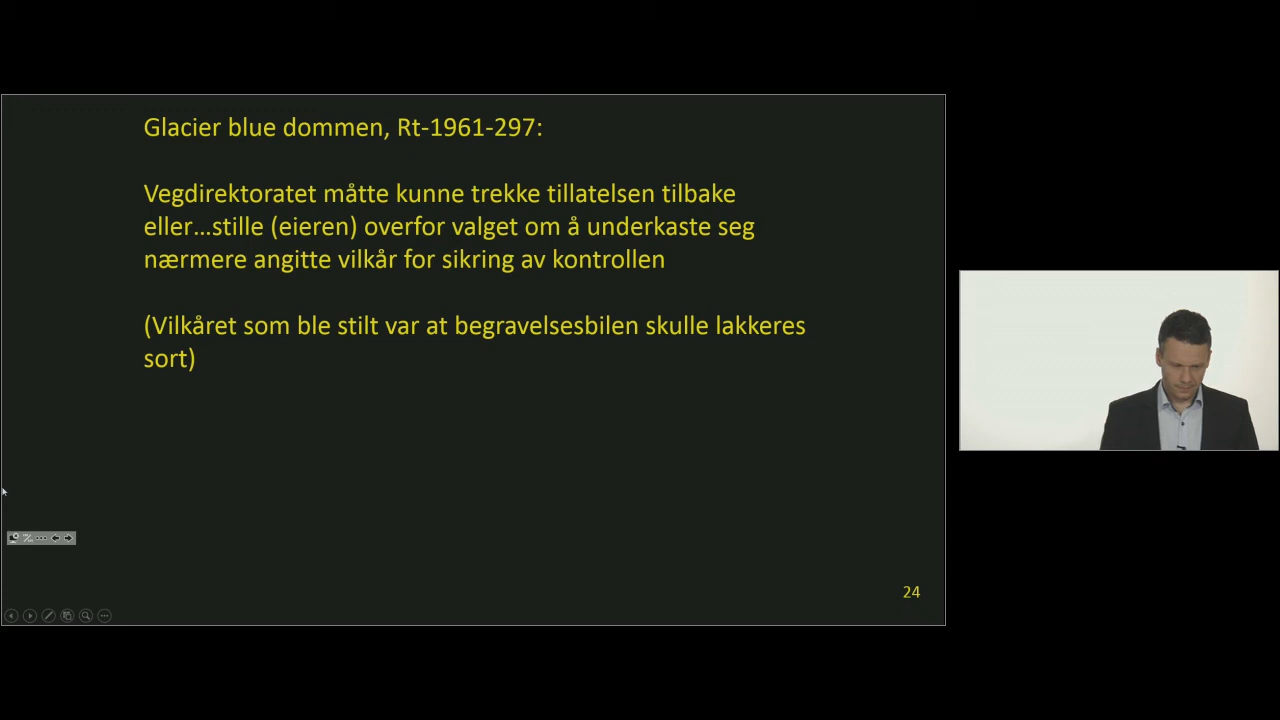 Glacier blue dommen, Rt-1961-297:
Vegdirektoratet måtte kunne trekke tillatelsen tilbake
eller...stille (eieren) overfor valget om å underkaste seg
nærmere angitte vilkår for sikring av kontrollen
(Vilkåret som ble stilt var at begravelsesbilen skulle lakkeres
sort)
24